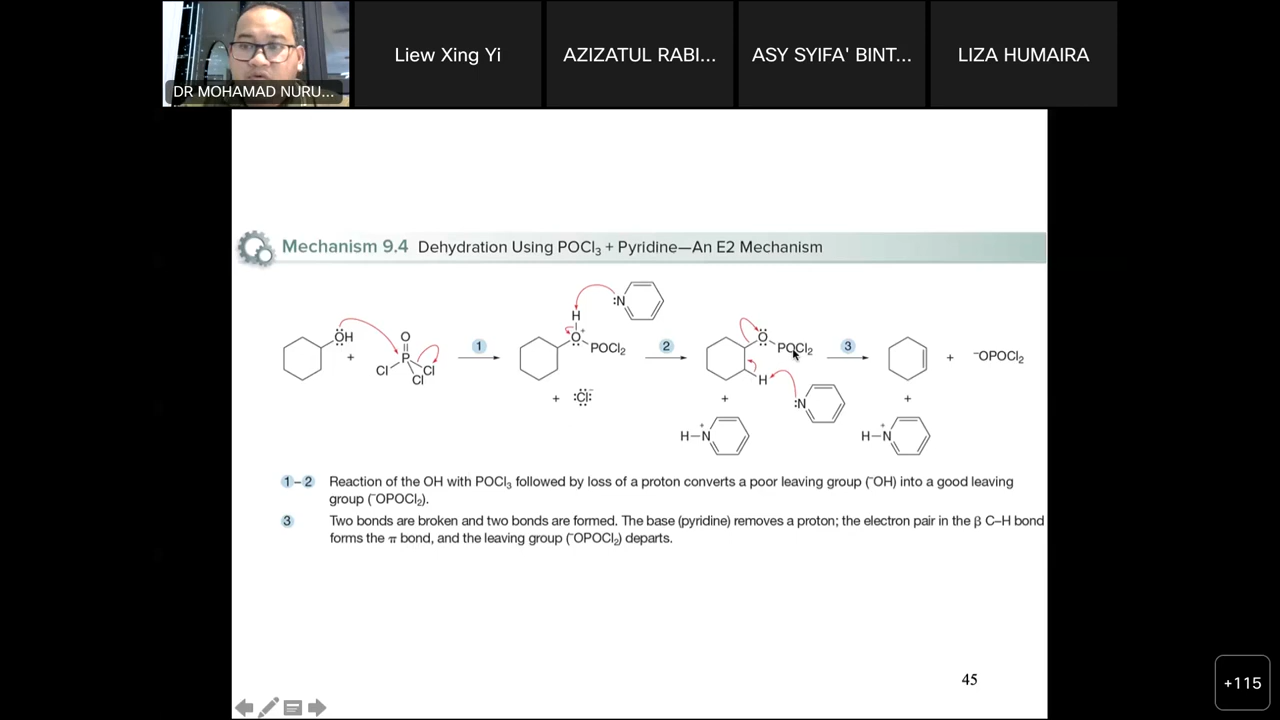 DR MOHAMAD NURU...
Liew Xing Yi
AZIZATUL RABI...
ASY SYIFA' BINT...
LIZA HUMAIRA
Mechanism 9.4 Dehydration Using POCl₃ + Pyridine—An E2 Mechanism
ÖH
+
O
P
Cl
Cl
Cl
1
:N
H
O⁺
POCl₂
+ :Cl:⁻
2
O
POCl₂
H
:N
+
H–N⁺
3
+ ⁻OPOCl₂
+
H–N⁺
1–2 Reaction of the OH with POCl₃ followed by loss of a proton converts a poor leaving group (⁻OH) into a good leaving
group (⁻OPOCl₂).
3 Two bonds are broken and two bonds are formed. The base (pyridine) removes a proton; the electron pair in the β C–H bond
forms the π bond, and the leaving group (⁻OPOCl₂) departs.
45
+115